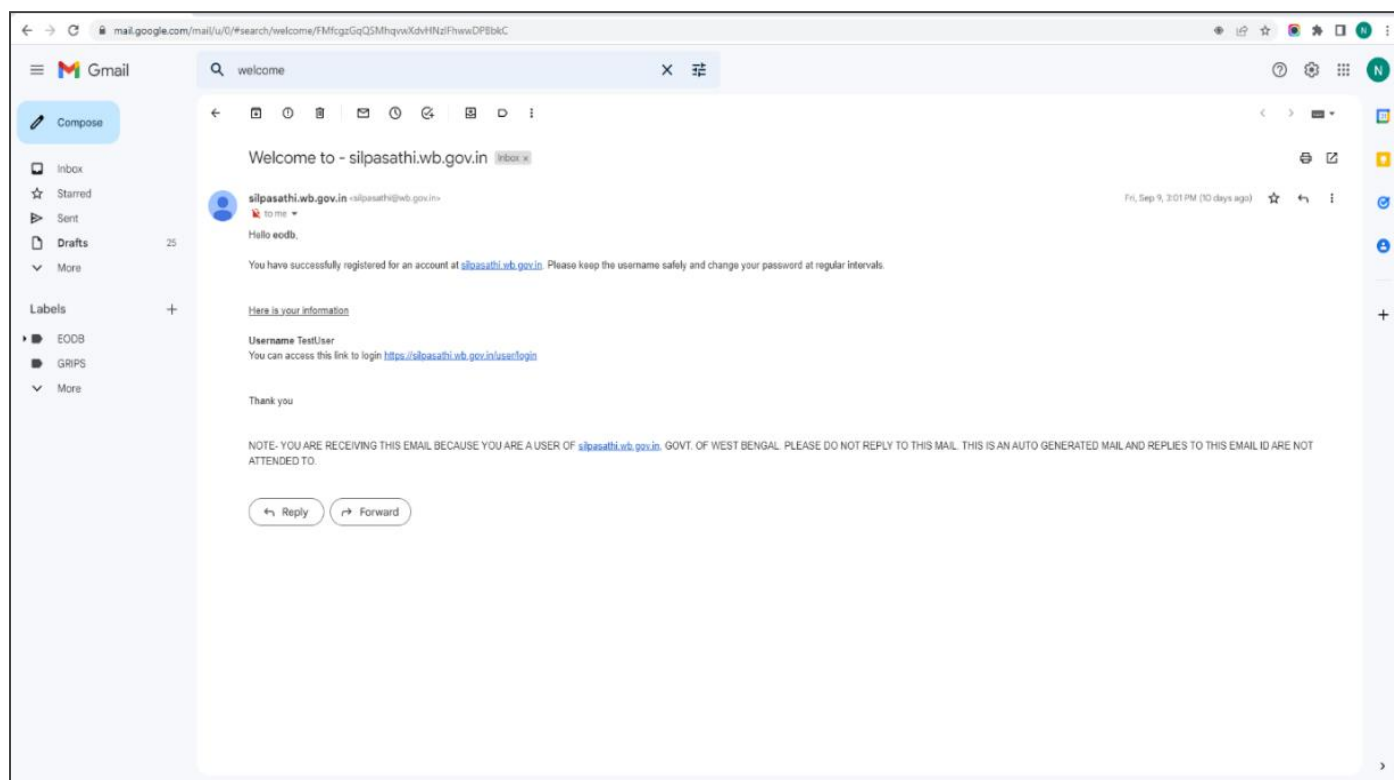 mail.google.com/mail/u/0/#search/welcome/FMfcgzGqQSMhqvwXdvHNzlFhwwDPBbkC
N
Gmail
welcome
N
Compose
Inbox
Starred
Sent
Drafts 25
More
Labels
EODB
GRIPS
More
Welcome to - silpasathi.wb.gov.in Inbox x
silpasathi.wb.gov.in <silpasathi@wb.gov.in>
Fri, Sep 9, 3:01 PM (10 days ago)
to me
Hello eodb,
You have successfully registered for an account at silpasathi.wb.gov.in. Please keep the username safely and change your password at regular intervals.
Here is your information
Username TestUser
You can access this link to login https://silpasathi.wb.gov.in/user/login
Thank you
NOTE- YOU ARE RECEIVING THIS EMAIL BECAUSE YOU ARE A USER OF silpasathi.wb.gov.in, GOVT. OF WEST BENGAL. PLEASE DO NOT REPLY TO THIS MAIL. THIS IS AN AUTO GENERATED MAIL AND REPLIES TO THIS EMAIL ID ARE NOT
ATTENDED TO.
Reply
Forward